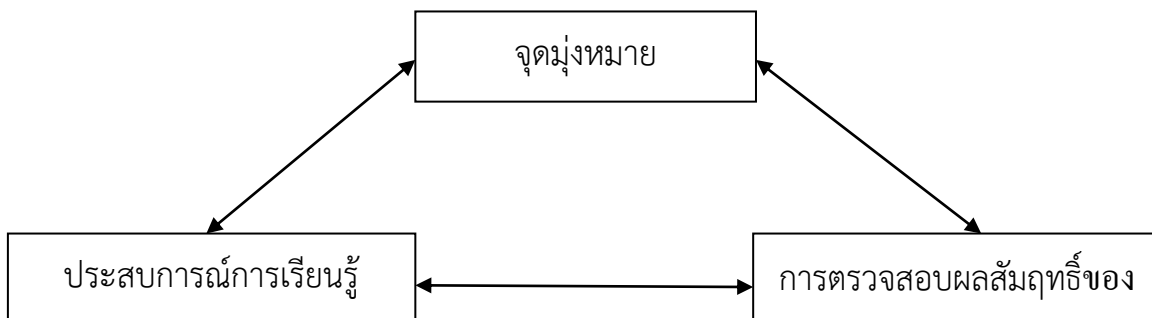 จุดมุ่งหมาย
ประสบการณ์การเรียนรู้
การตรวจสอบผลสัมฤทธิ์ของ